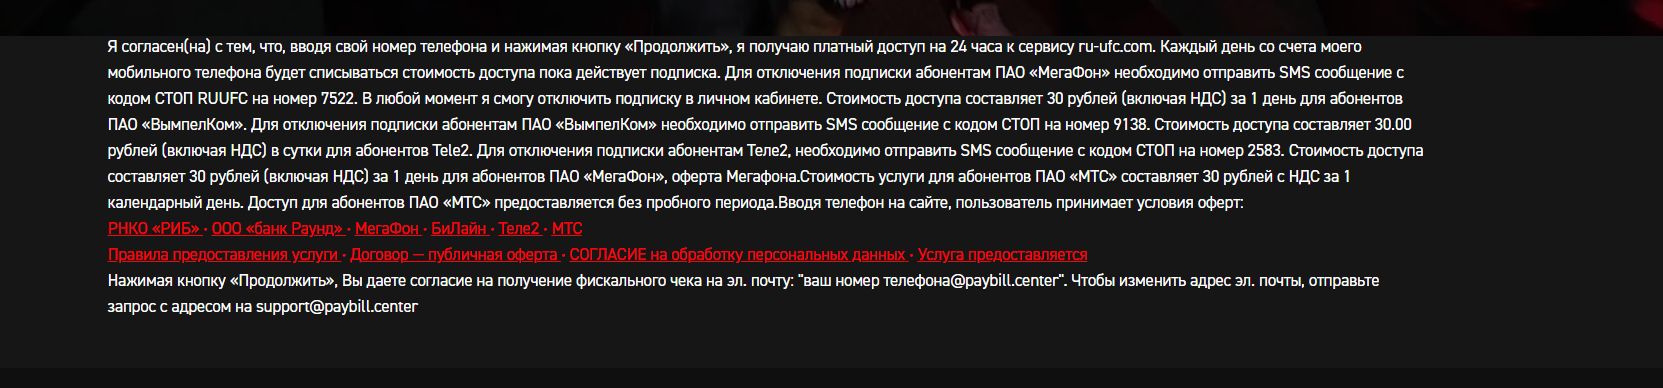 Я согласен(на) с тем, что, вводя свой номер телефона и нажимая кнопку «Продолжить», я получаю платный доступ на 24 часа к сервису ru-ufc.com. Каждый день со счета моего
мобильного телефона будет списываться стоимость доступа пока действует подписка. Для отключения подписки абонентам ПАО «МегаФон» необходимо отправить SMS сообщение с
кодом СТОП RUUFC на номер 7522. В любой момент я смогу отключить подписку в личном кабинете. Стоимость доступа составляет 30 рублей (включая НДС) за 1 день для абонентов
ПАО «ВымпелКом». Для отключения подписки абонентам ПАО «ВымпелКом» необходимо отправить SMS сообщение с кодом СТОП на номер 9138. Стоимость доступа составляет 30.00
рублей (включая НДС) в сутки для абонентов Tele2. Для отключения подписки абонентам Теле2, необходимо отправить SMS сообщение с кодом СТОП на номер 2583. Стоимость доступа
составляет 30 рублей (включая НДС) за 1 день для абонентов ПАО «МегаФон», оферта Мегафона.Стоимость услуги для абонентов ПАО «МТС» составляет 30 рублей с НДС за 1
календарный день. Доступ для абонентов ПАО «МТС» предоставляется без пробного периода.Вводя телефон на сайте, пользователь принимает условия оферт:
РНКО «РИБ» · ООО «банк Раунд» · МегаФон · БиЛайн · Теле2 · МТС
Правила предоставления услуги · Договор — публичная оферта · СОГЛАСИЕ на обработку персональных данных · Услуга предоставляется
Нажимая кнопку «Продолжить», Вы даете согласие на получение фискального чека на эл. почту: "ваш номер телефона@paybill.center". Чтобы изменить адрес эл. почты, отправьте
запрос с адресом на support@paybill.center